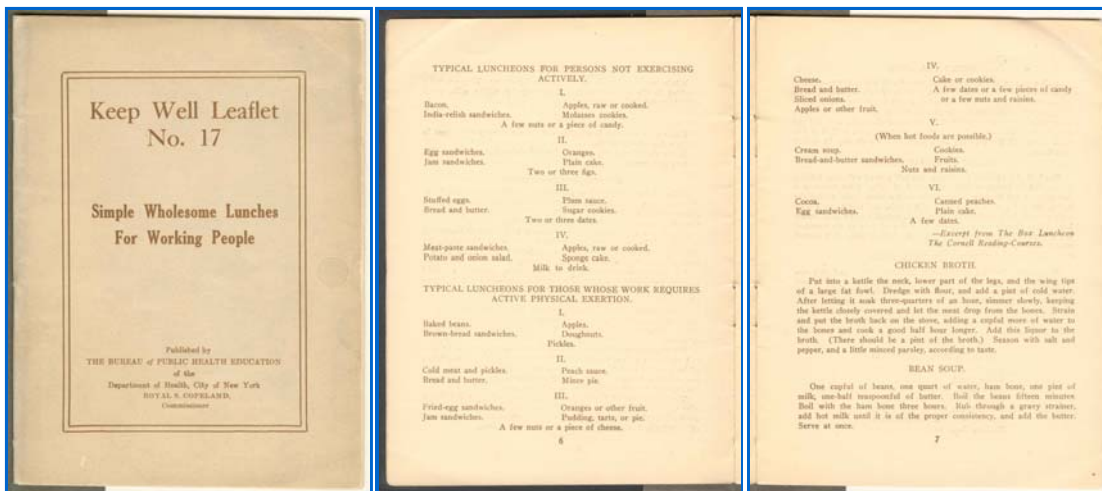 Keep Well Leaflet
No. 17
Simple Wholesome Lunches
For Working People
Published by
THE BUREAU of PUBLIC HEALTH EDUCATION
of the
Department of Health, City of New York
ROYAL S. COPELAND,
Commissioner
TYPICAL LUNCHEONS FOR PERSONS NOT EXERCISING
ACTIVELY.
I.
Bacon. Apples, raw or cooked.
India-relish sandwiches. Molasses cookies.
A few nuts or a piece of candy.
II.
Egg sandwiches. Oranges.
Jam sandwiches. Plain cake.
Two or three figs.
III.
Stuffed eggs. Plum sauce.
Bread and butter. Sugar cookies.
Two or three dates.
IV.
Meat-paste sandwiches. Apples, raw or cooked.
Potato and onion salad. Sponge cake.
Milk to drink.
TYPICAL LUNCHEONS FOR THOSE WHOSE WORK REQUIRES
ACTIVE PHYSICAL EXERTION.
I.
Baked beans. Apples.
Brown-bread sandwiches. Doughnuts.
Pickles.
II.
Cold meat and pickles. Peach sauce.
Bread and butter. Mince pie.
III.
Fried-egg sandwiches. Oranges or other fruit.
Jam sandwiches. Pudding, tarts, or pie.
A few nuts or a piece of cheese.
6
IV.
Cheese. Cake or cookies.
Bread and butter. A few dates or a few pieces of candy
Sliced onions. or a few nuts and raisins.
Apples or other fruit.
V.
(When hot foods are possible.)
Cream soup. Cookies.
Bread-and-butter sandwiches. Fruits.
Nuts and raisins.
VI.
Cocoa. Canned peaches.
Egg sandwiches. Plain cake.
A few dates.
—Excerpt from The Box Luncheon
The Cornell Reading-Courses.
CHICKEN BROTH.
Put into a kettle the neck, lower part of the legs, and the wing tips
of a large fat fowl. Dredge with flour, and add a pint of cold water.
After letting it soak three-quarters of an hour, simmer slowly, keeping
the kettle closely covered and let the meat drop from the bones. Strain
and put the broth back on the stove, adding a cupful more of water to
the bones and cook a good half hour longer. Add this liquor to the
broth. (There should be a pint of the broth.) Season with salt and
pepper, and a little minced parsley, according to taste.
BEAN SOUP.
One cupful of beans, one quart of water, ham bone, one pint of
milk, one-half teaspoonful of butter. Boil the beans fifteen minutes.
Boil with the ham bone three hours. Rub through a gravy strainer,
add hot milk until it is of the proper consistency, and add the butter.
Serve at once.
7